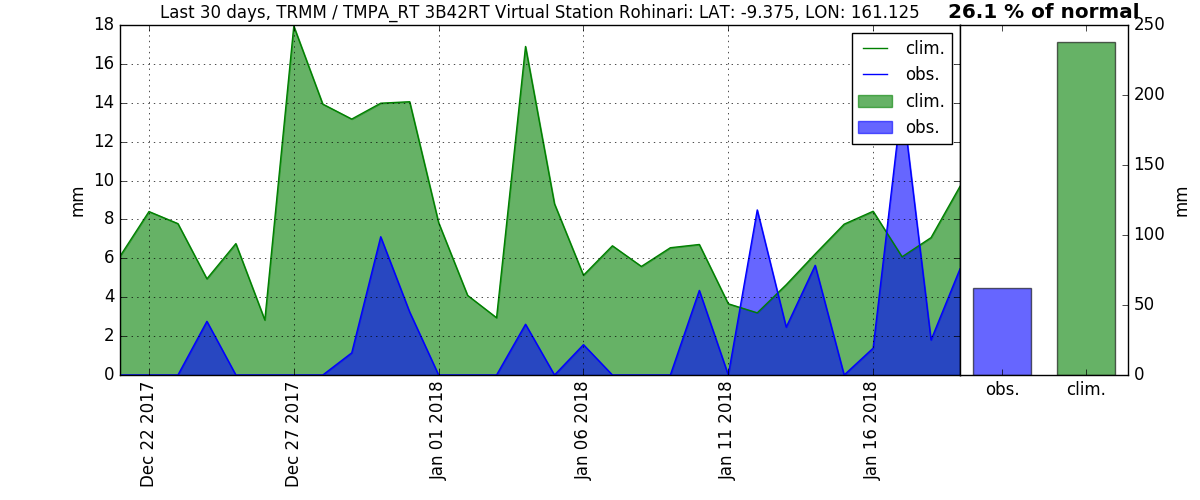 Last 30 days, TRMM / TMPA_RT 3B42RT Virtual Station Rohinari: LAT: -9.375, LON: 161.125
26.1 % of normal
18
16
14
12
10
8
6
4
2
0
mm
clim.
obs.
clim.
obs.
250
200
150
100
50
0
mm
Dec 22 2017
Dec 27 2017
Jan 01 2018
Jan 06 2018
Jan 11 2018
Jan 16 2018
obs.
clim.